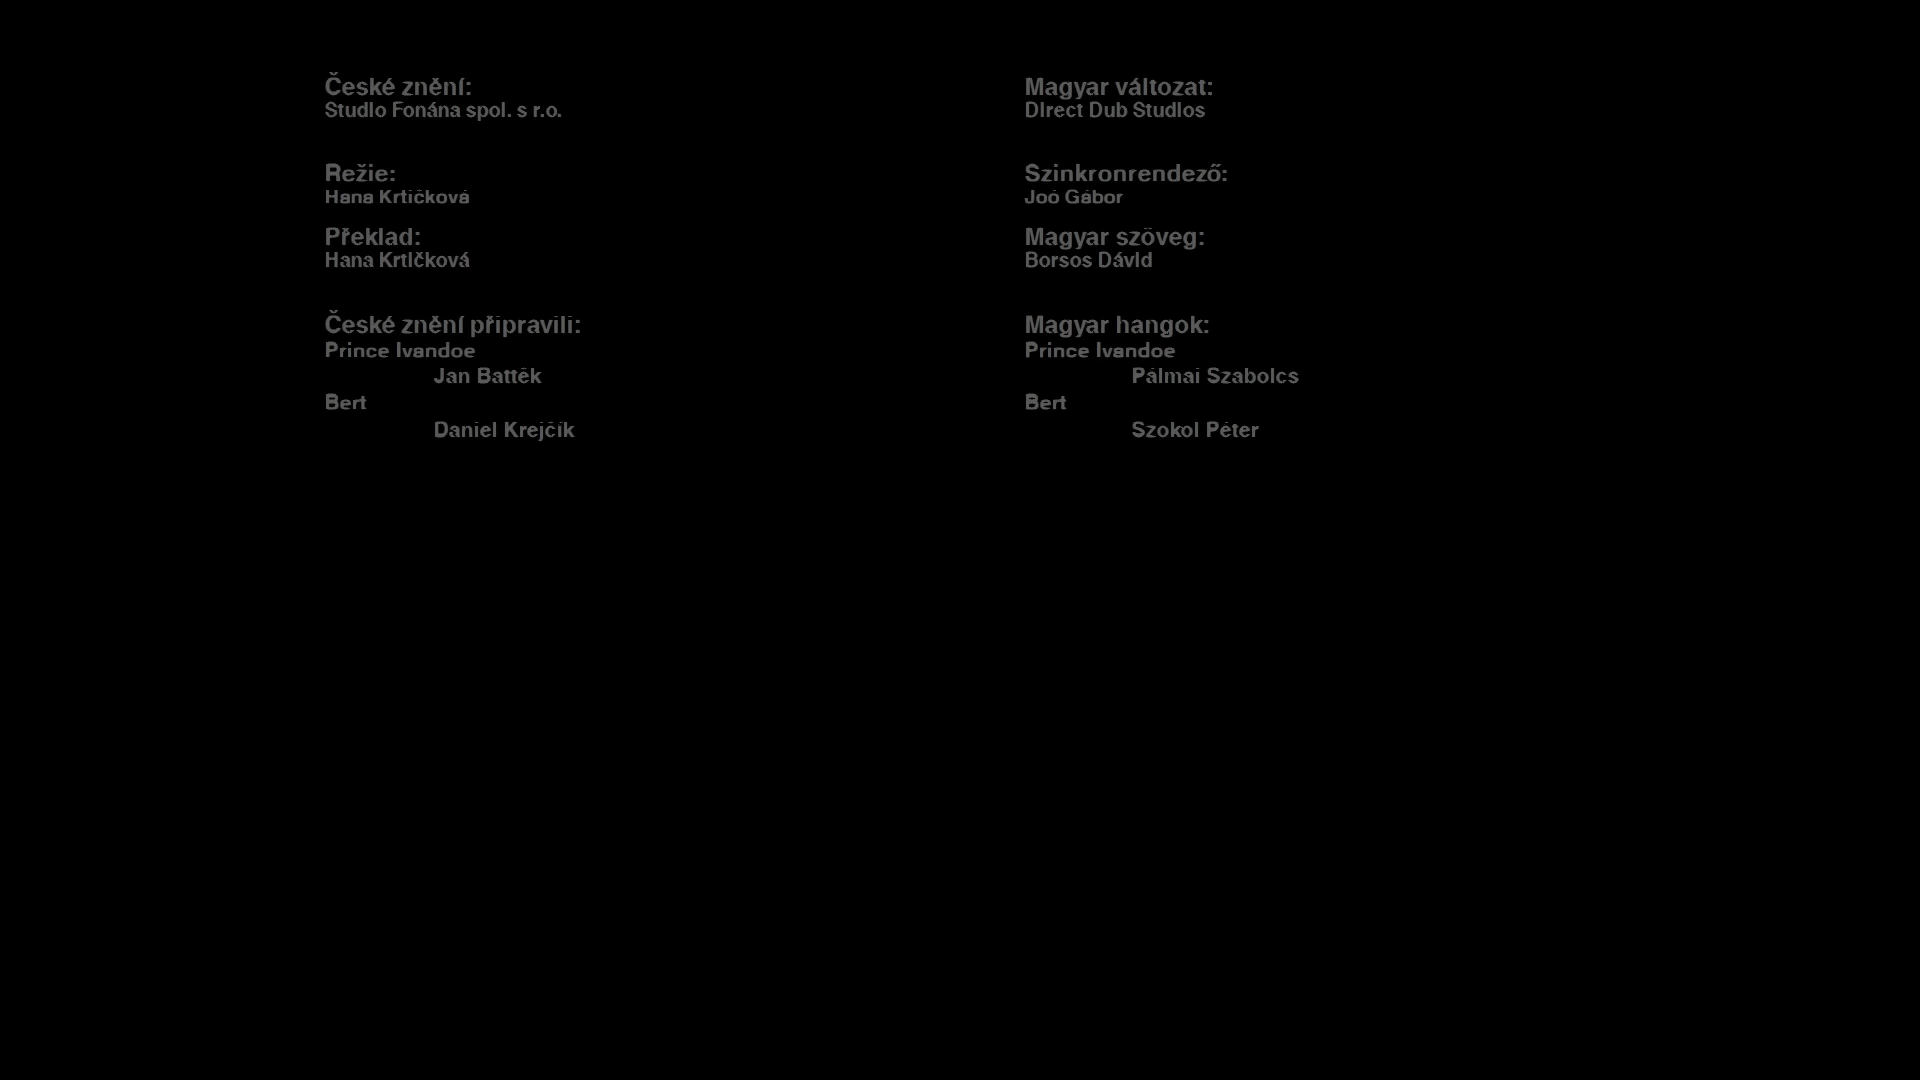 České znění:
Studio Fonána spol. s r.o.
Režie:
Hana Krtičková
Překlad:
Hana Krtičková
České znění připravili:
Prince Ivandoe
Jan Battěk
Bert
Daniel Krejčík
Magyar változat:
Direct Dub Studios
Szinkronrendező:
Joó Gábor
Magyar szöveg:
Borsos Dávid
Magyar hangok:
Prince Ivandoe
Pálmai Szabolcs
Bert
Szokol Péter